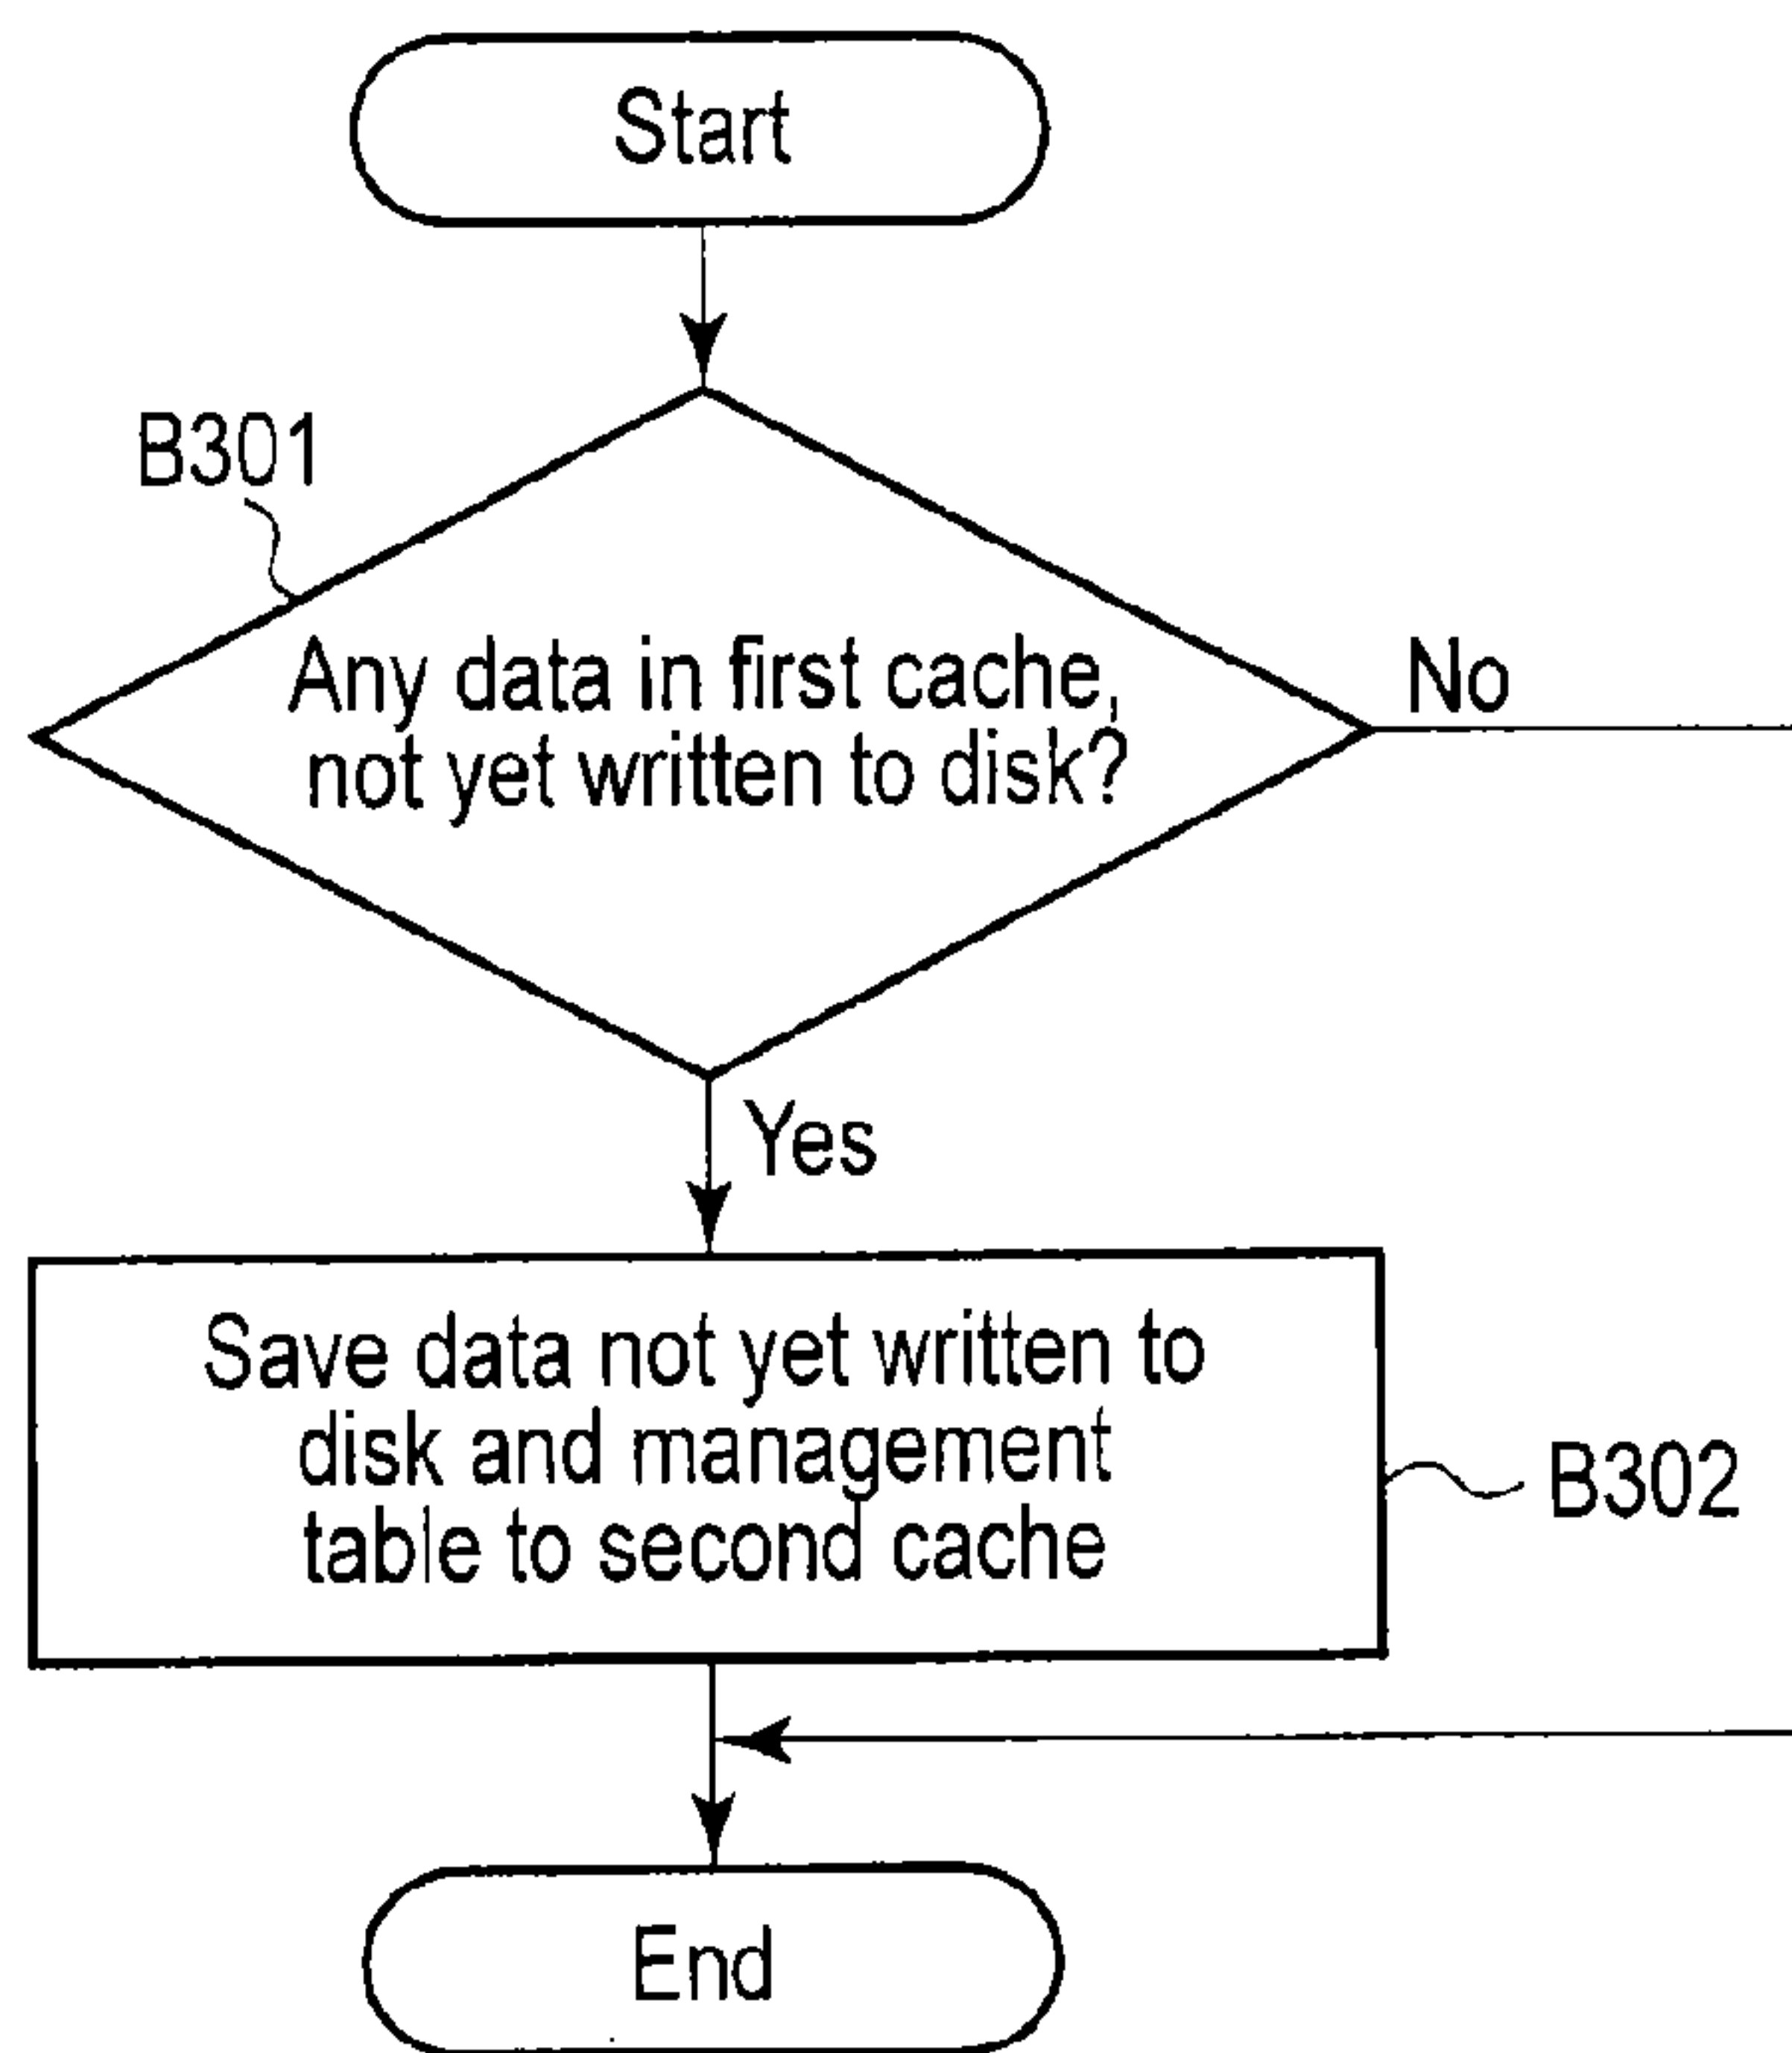 Start
B301
Any data in first cache,
not yet written to disk?
No
Yes
Save data not yet written to
disk and management
table to second cache
B302
End